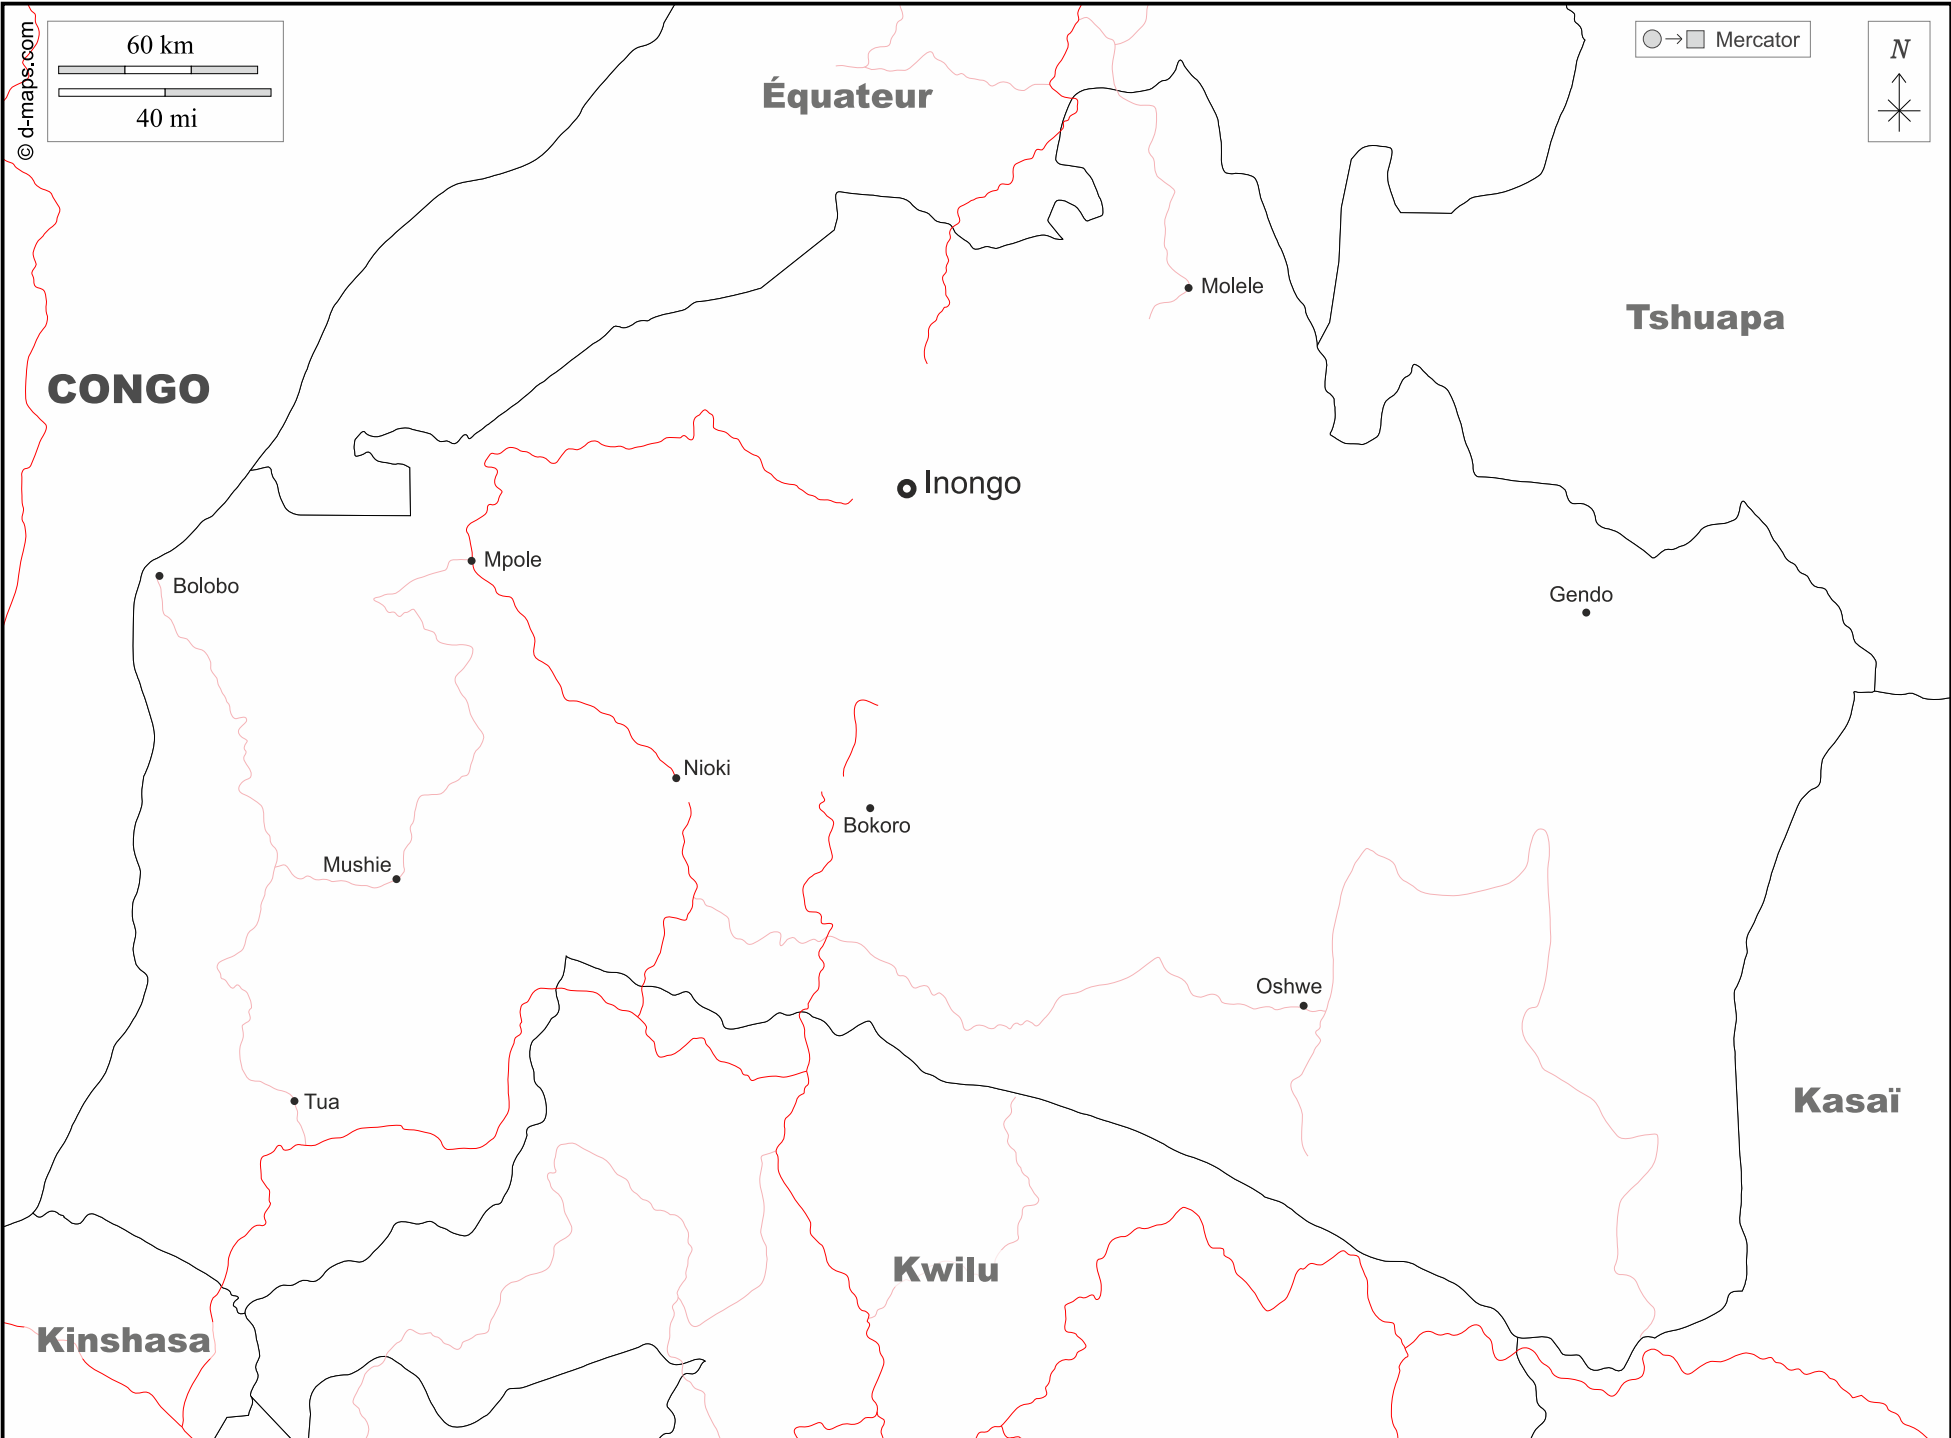 © d-maps.com
60 km
40 mi
Mercator
N
Équateur
Molele
Tshuapa
CONGO
Inongo
Mpole
Bolobo
Gendo
Nioki
Bokoro
Mushie
Oshwe
Tua
Kasaï
Kwilu
Kinshasa